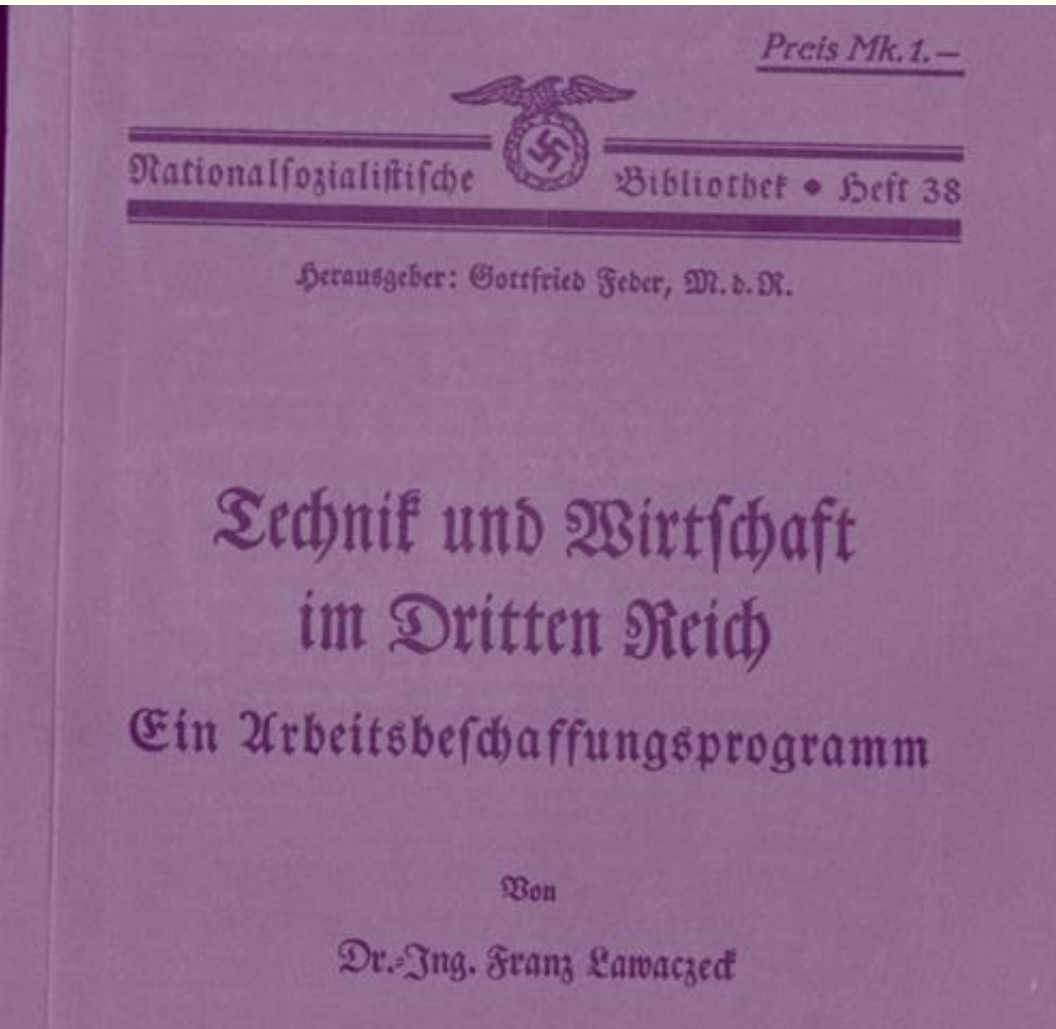 Preis Mk. 1.—
Nationalsozialistische Bibliothek ◆ Heft 38
Herausgeber: Gottfried Feder, M. d. R.
Technik und Wirtschaft
im Dritten Reich
Ein Arbeitsbeschaffungsprogramm
Von
Dr.-Ing. Franz Lawaczeck